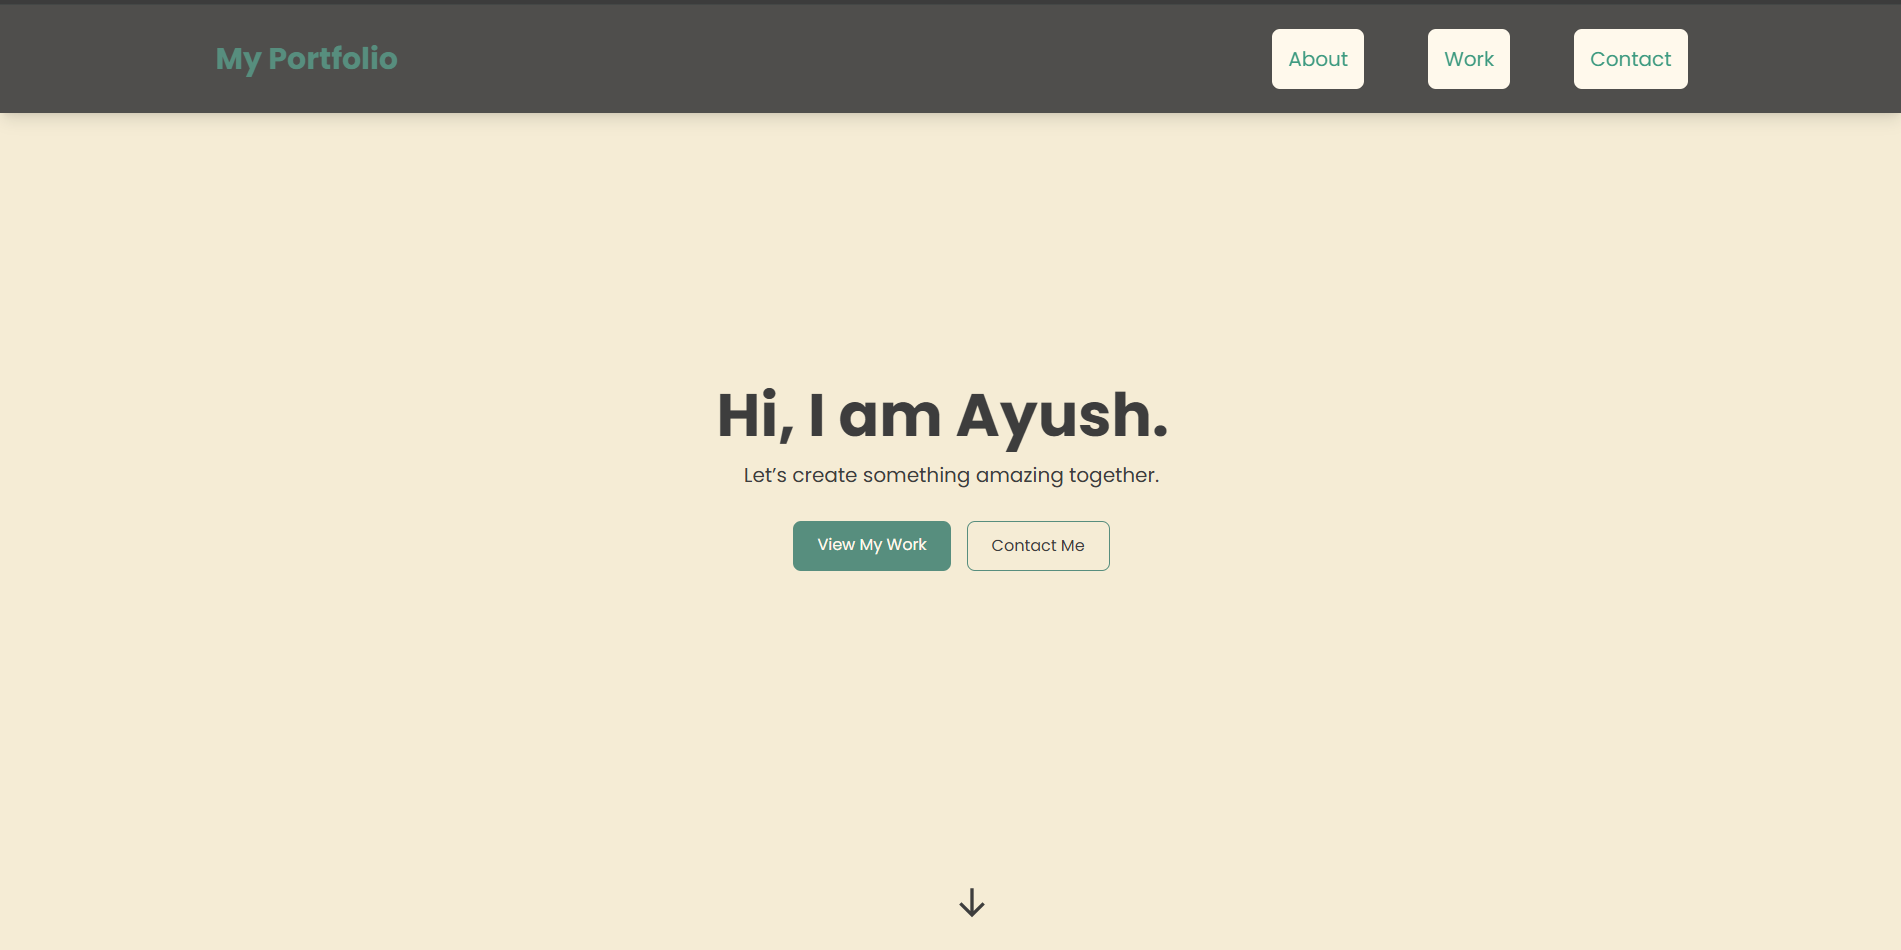 My Portfolio
About
Work
Contact
Hi, I am Ayush.
Let’s create something amazing together.
View My Work
Contact Me